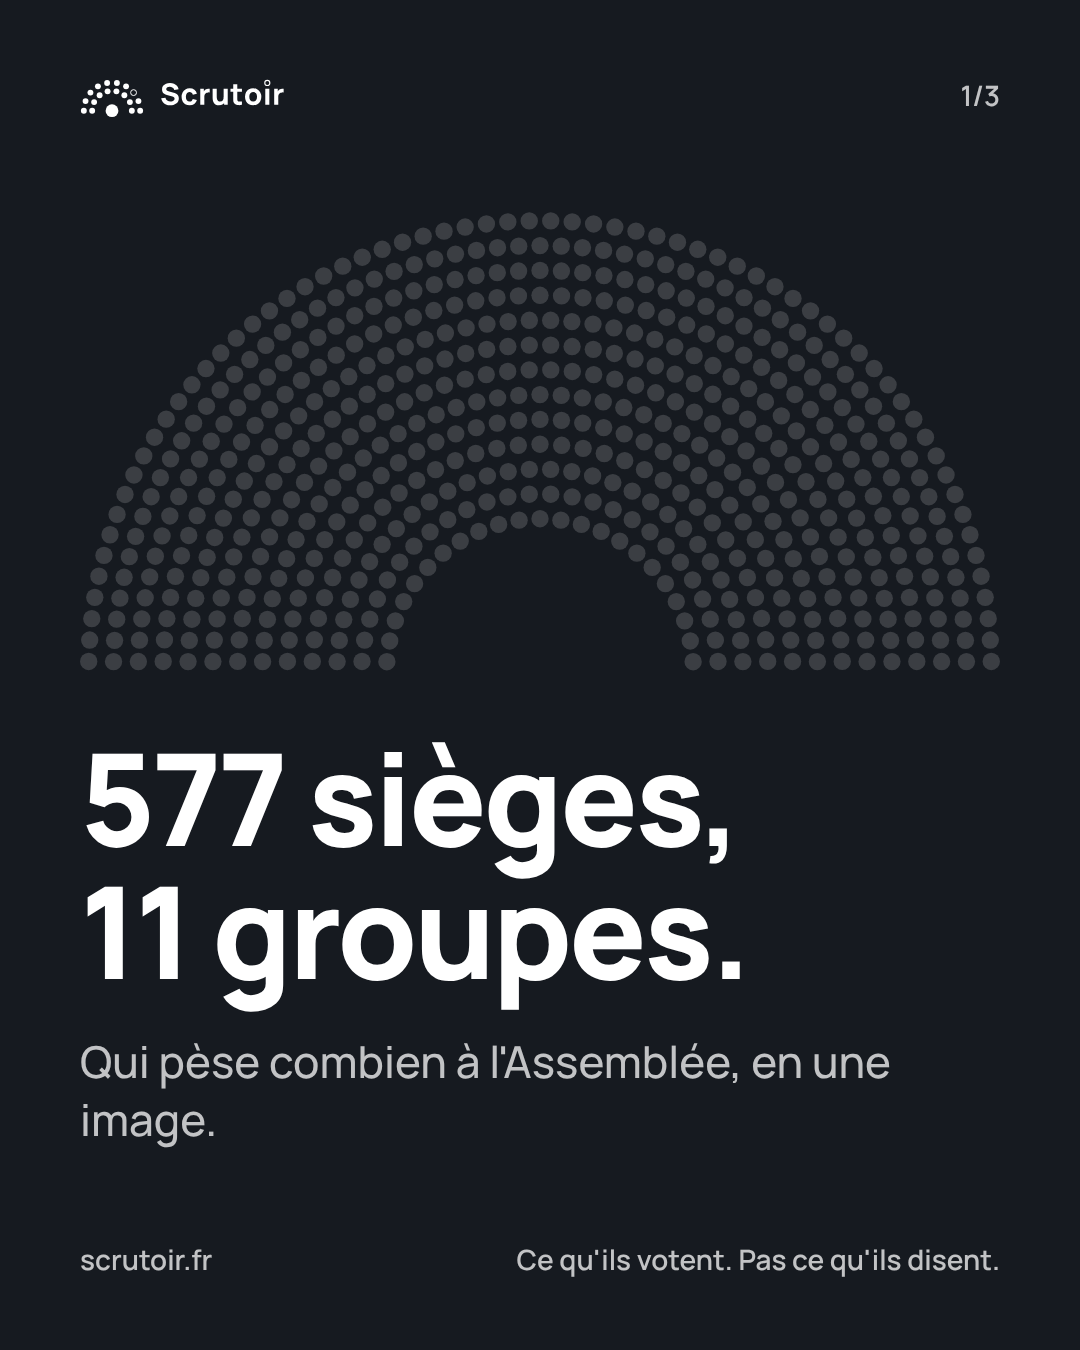 Scrutoir
1/3
577 sièges,
11 groupes.
Qui pèse combien à l'Assemblée, en une
image.
scrutoir.fr
Ce qu'ils votent. Pas ce qu'ils disent.